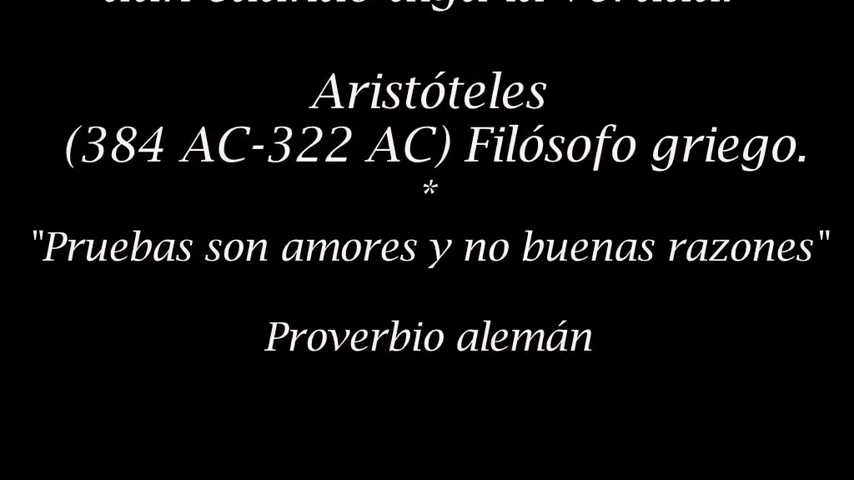 Aristóteles
(384 AC-322 AC) Filósofo griego.
*
"Pruebas son amores y no buenas razones"
Proverbio alemán